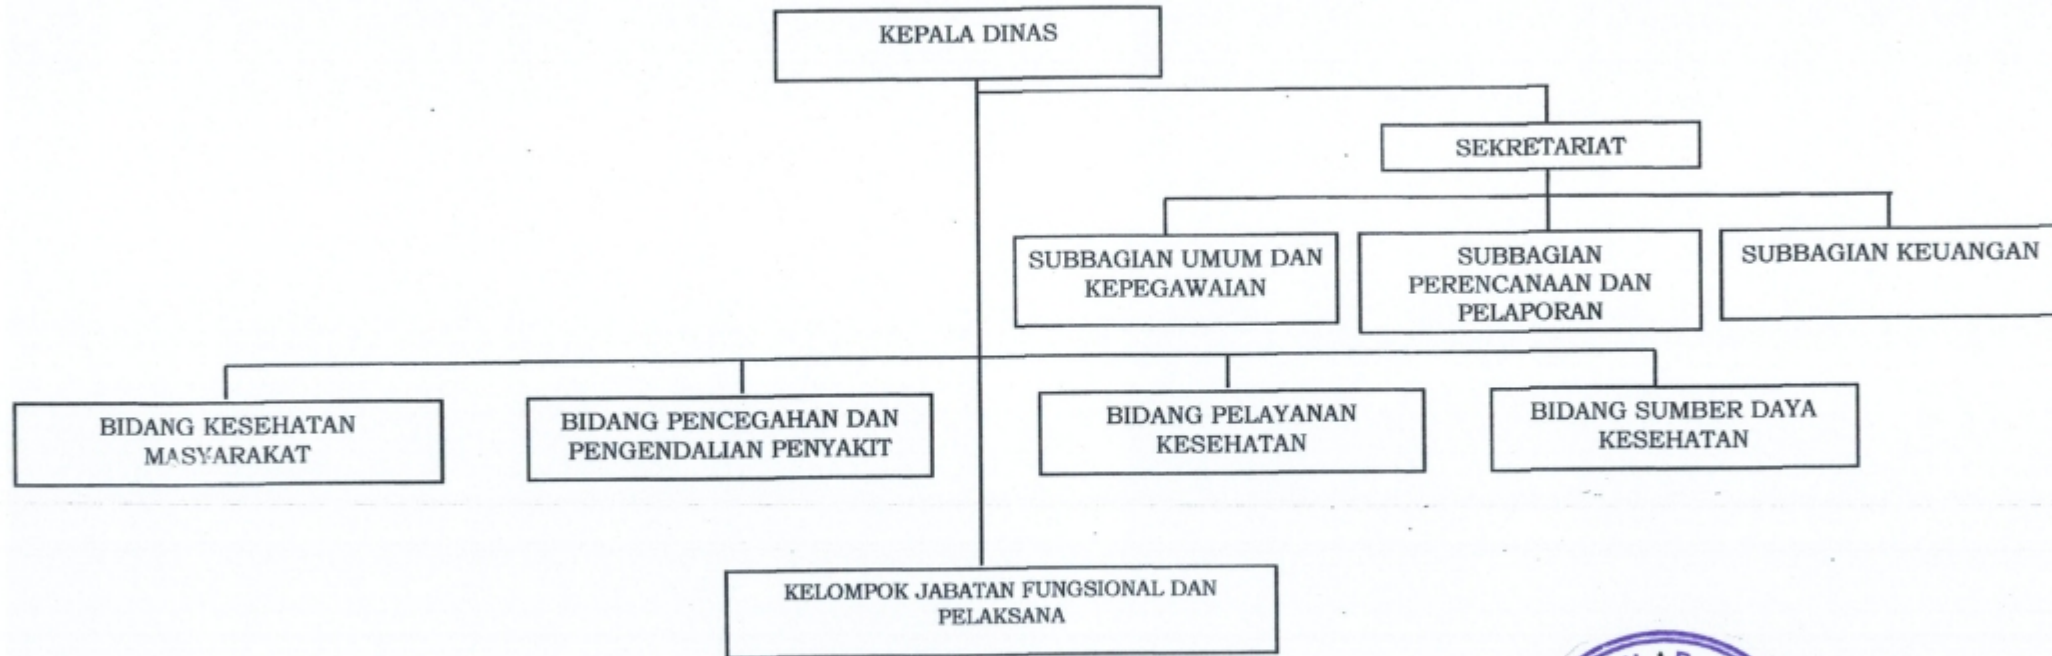 KEPALA DINAS
SEKRETARIAT
SUBBAGIAN UMUM DAN
KEPEGAWAIAN
SUBBAGIAN
PERENCANAAN DAN
PELAPORAN
SUBBAGIAN KEUANGAN
BIDANG KESEHATAN
MASYARAKAT
BIDANG PENCEGAHAN DAN
PENGENDALIAN PENYAKIT
BIDANG PELAYANAN
KESEHATAN
BIDANG SUMBER DAYA
KESEHATAN
KELOMPOK JABATAN FUNGSIONAL DAN
PELAKSANA